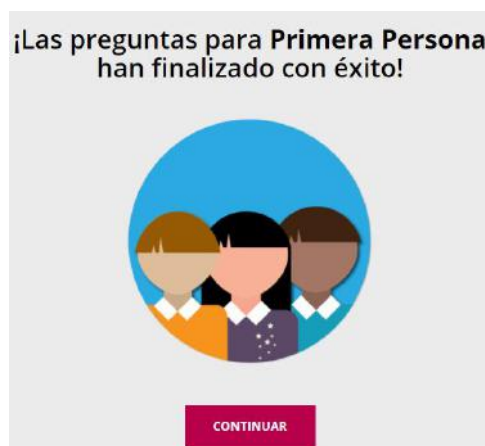 ¡Las preguntas para Primera Persona
han finalizado con éxito!
CONTINUAR